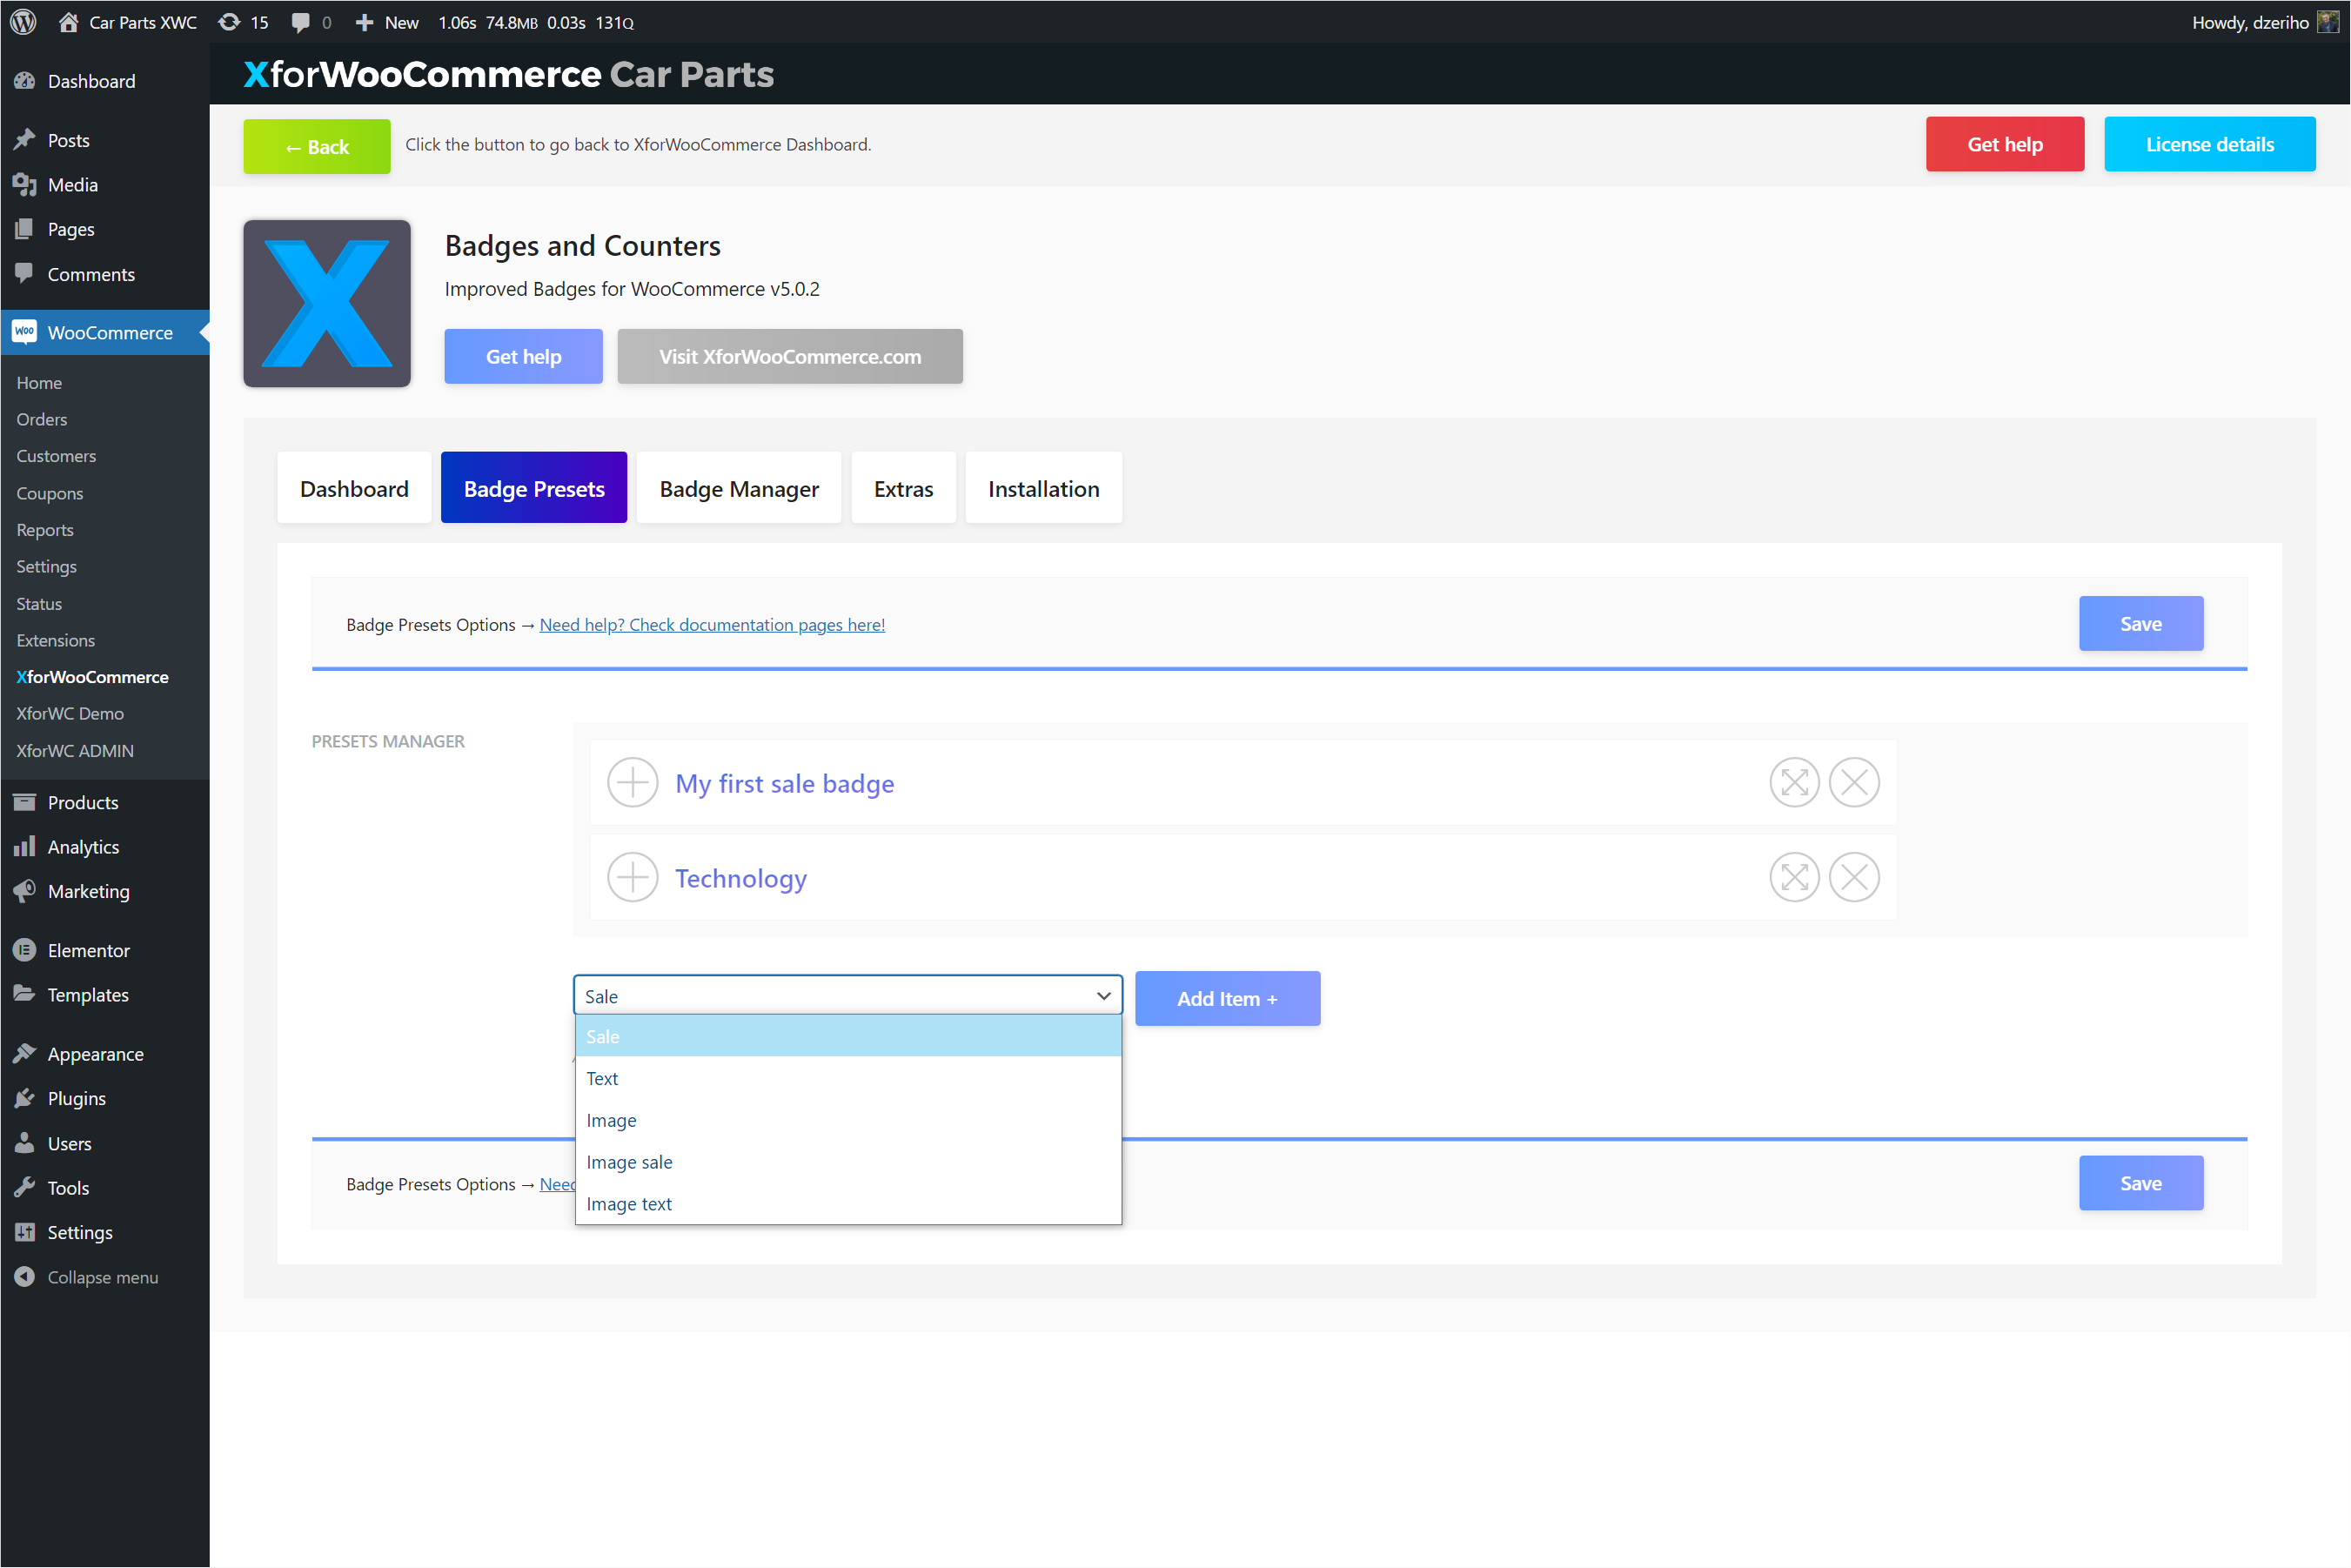 Car Parts XWC 15 0 New 1.06s 74.8MB 0.03s 131Q Howdy, dzeriho
Dashboard
Posts
Media
Pages
Comments
Woo WooCommerce
Home
Orders
Customers
Coupons
Reports
Settings
Status
Extensions
XforWooCommerce
XforWC Demo
XforWC ADMIN
Products
Analytics
Marketing
Elementor
Templates
Appearance
Plugins
Users
Tools
Settings
Collapse menu
XforWooCommerce Car Parts
← Back Click the button to go back to XforWooCommerce Dashboard. Get help License details
Badges and Counters
Improved Badges for WooCommerce v5.0.2
Get help Visit XforWooCommerce.com
Dashboard Badge Presets Badge Manager Extras Installation
Badge Presets Options → Need help? Check documentation pages here! Save
PRESETS MANAGER
My first sale badge
Technology
Sale Add Item +
Sale
Text
Image
Image sale
Image text
Badge Presets Options → Need Save